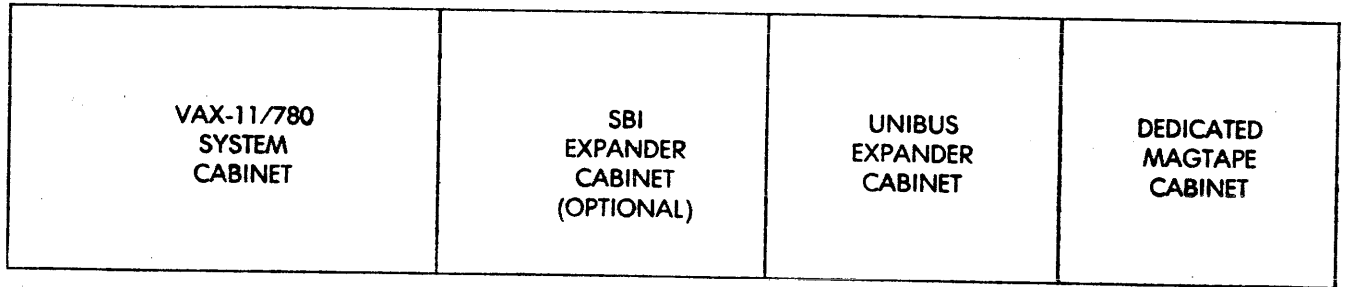 VAX-11/780
SYSTEM
CABINET
SBI
EXPANDER
CABINET
(OPTIONAL)
UNIBUS
EXPANDER
CABINET
DEDICATED
MAGTAPE
CABINET